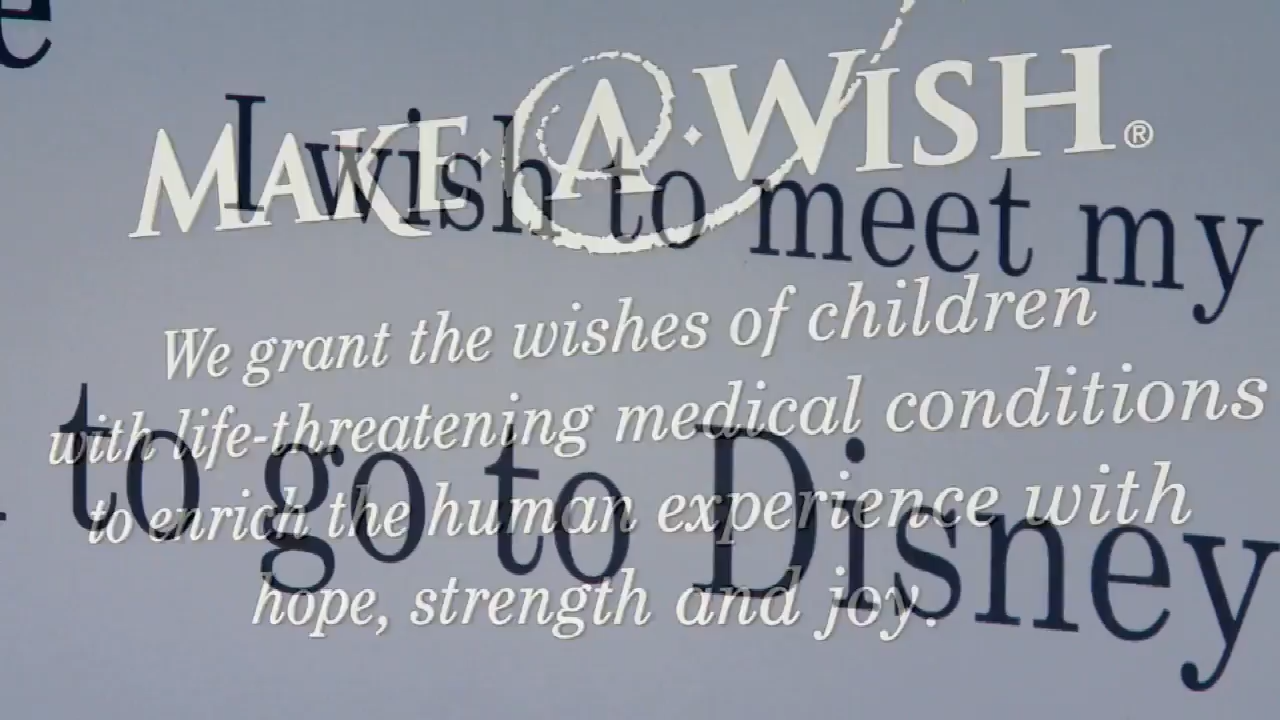 e
MAKE·A·WISH.®
I wish to meet my
We grant the wishes of children
with life-threatening medical conditions
to go to Disney
to enrich the human experience with
hope, strength and joy.